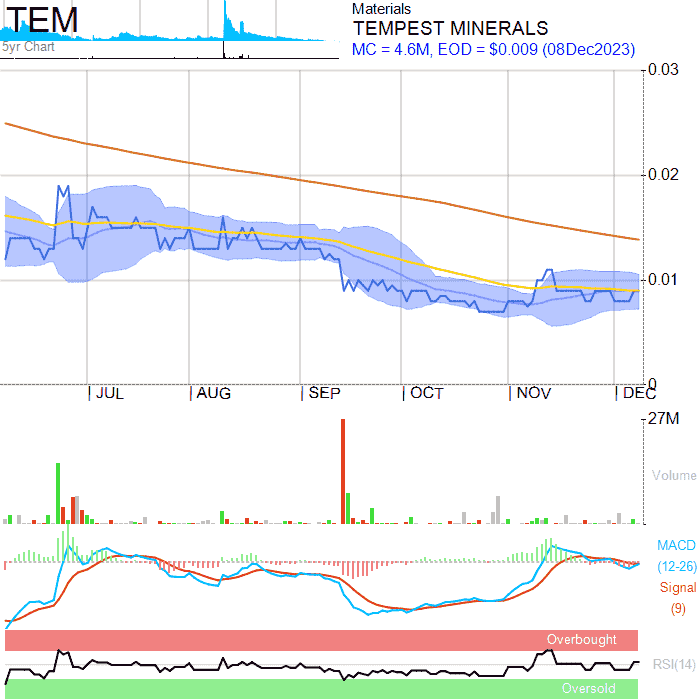 TEM
5yr Chart
Materials
TEMPEST MINERALS
MC = 4.6M, EOD = $0.009 (08Dec2023)
0.03
0.02
0.01
0
JUL AUG SEP OCT NOV DEC
27M
Volume
MACD
(12-26)
Signal
(9)
Overbought
RSI(14)
Oversold